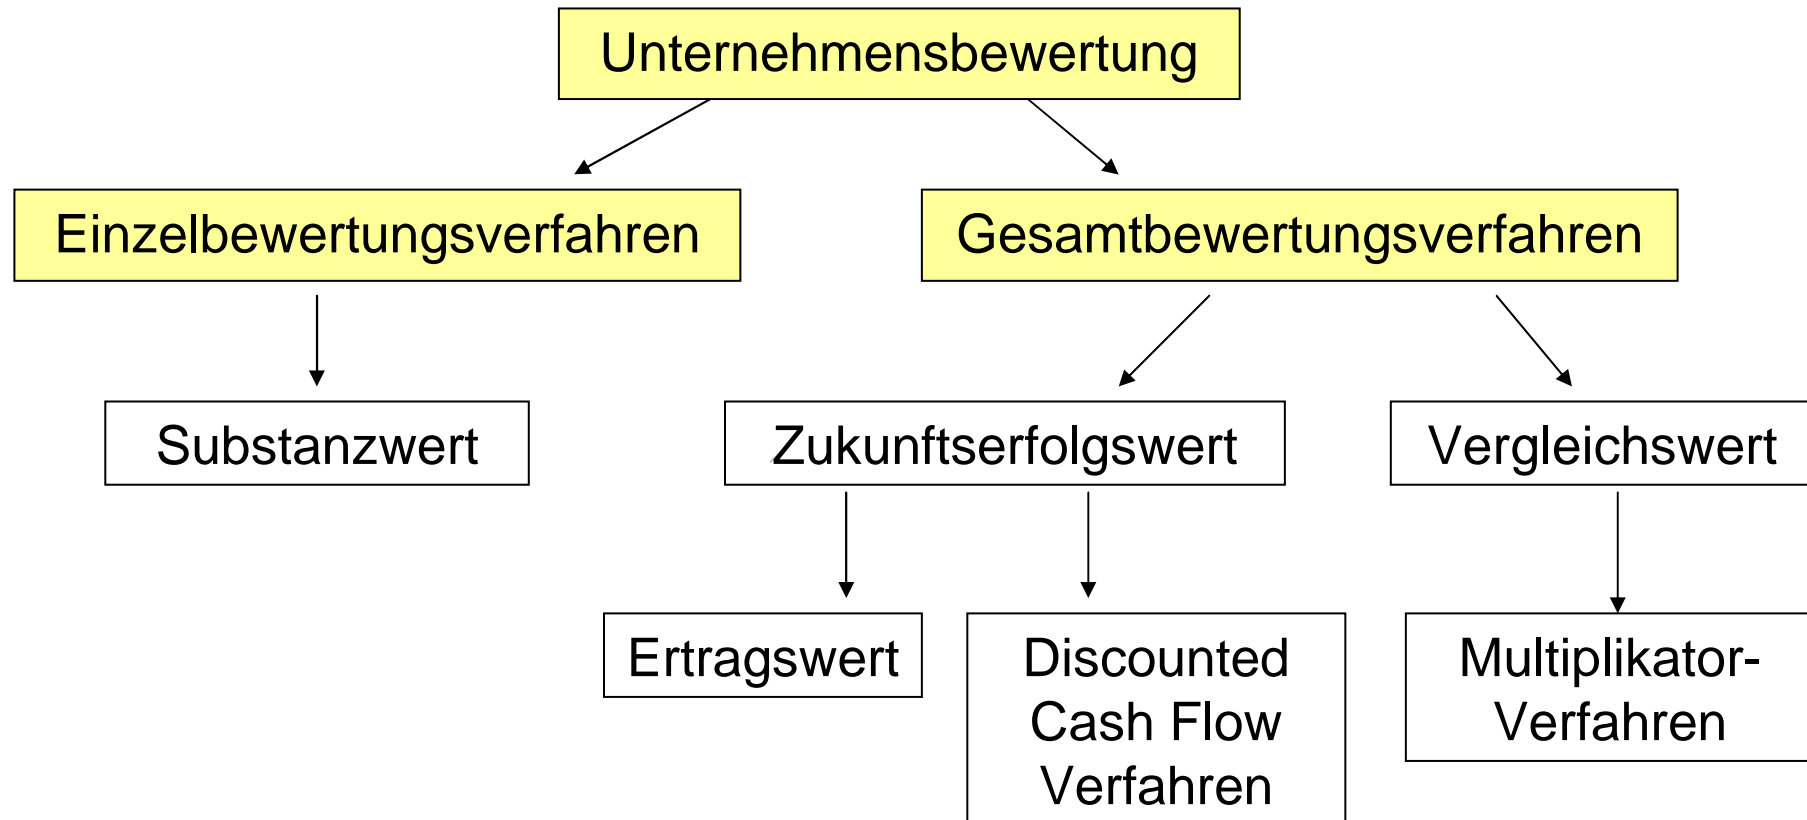 Unternehmensbewertung
Einzelbewertungsverfahren
Gesamtbewertungsverfahren
Substanzwert
Zukunftserfolgswert
Vergleichswert
Ertragswert
Discounted
Cash Flow
Verfahren
Multiplikator-
Verfahren